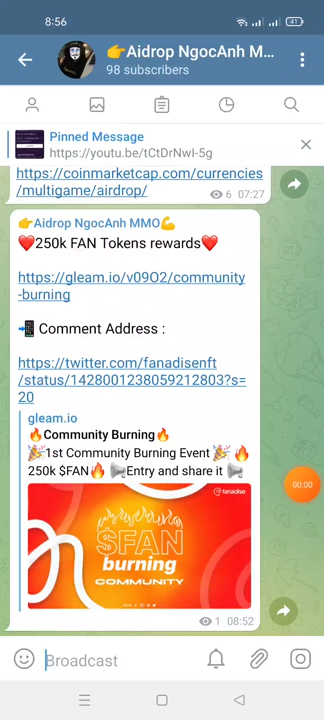 8:56
41
👉Aidrop NgocAnh M...
98 subscribers
Pinned Message
https://youtu.be/tCtDrNwI-5g
https://coinmarketcap.com/currencies
/multigame/airdrop/
6 07:27
👉Aidrop NgocAnh MMO💪
❤️250k FAN Tokens rewards❤️
https://gleam.io/v09O2/community
-burning
📲 Comment Address :
https://twitter.com/fanadisenft
/status/1428001238059212803?s=
20
gleam.io
🔥Community Burning🔥
🎉1st Community Burning Event 🎉 🔥
250k $FAN🔥 📢Entry and share it 📢
fanadise
$FAN
burning
COMMUNITY
1 08:52
00:00
Broadcast